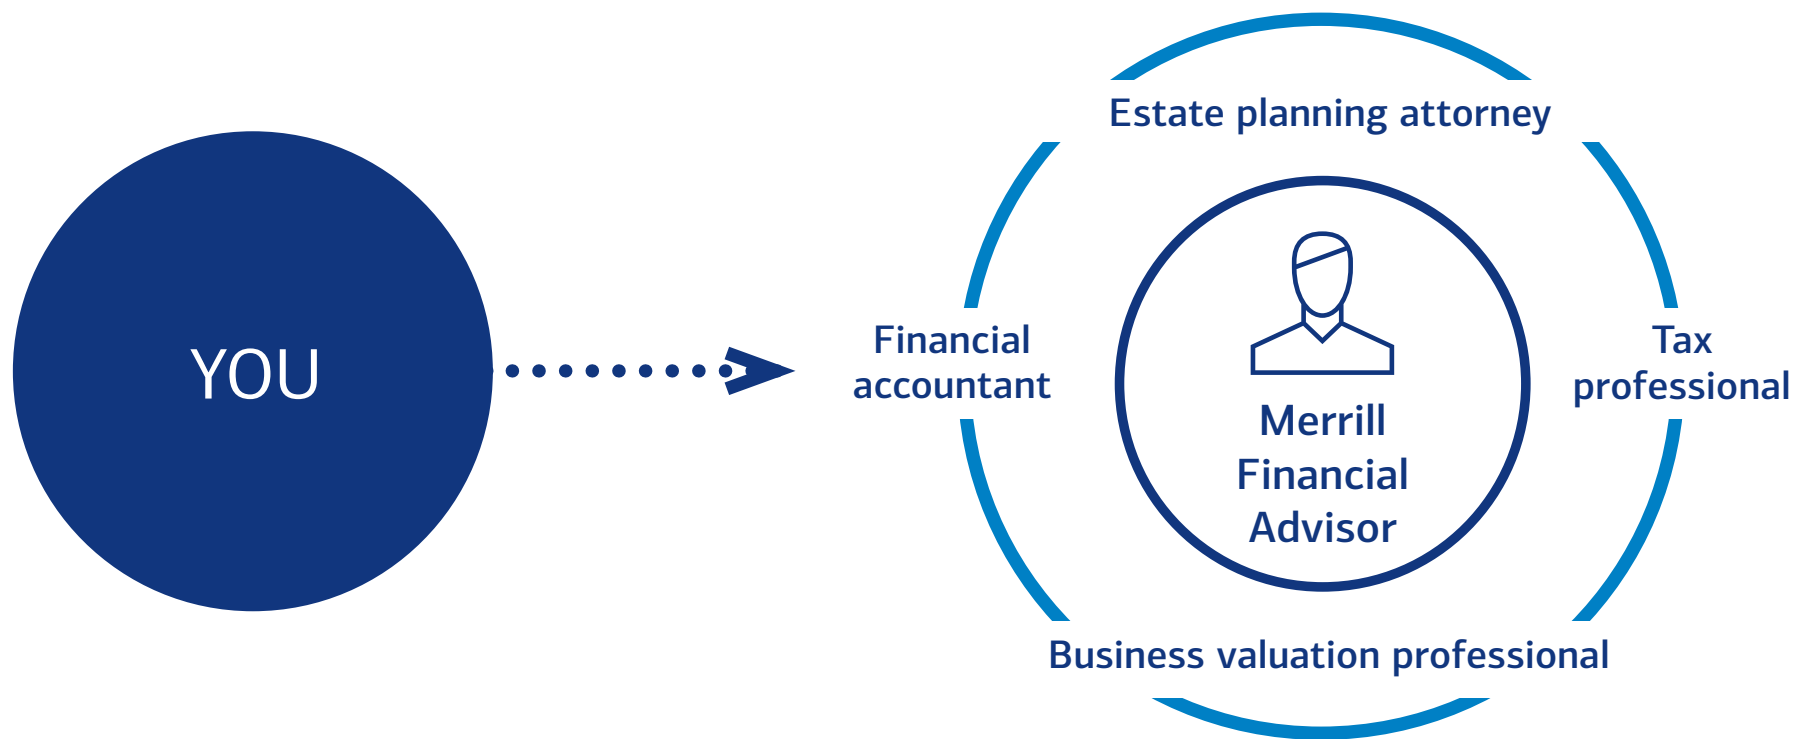 YOU
Estate planning attorney
Financial
accountant
Merrill
Financial
Advisor
Tax
professional
Business valuation professional